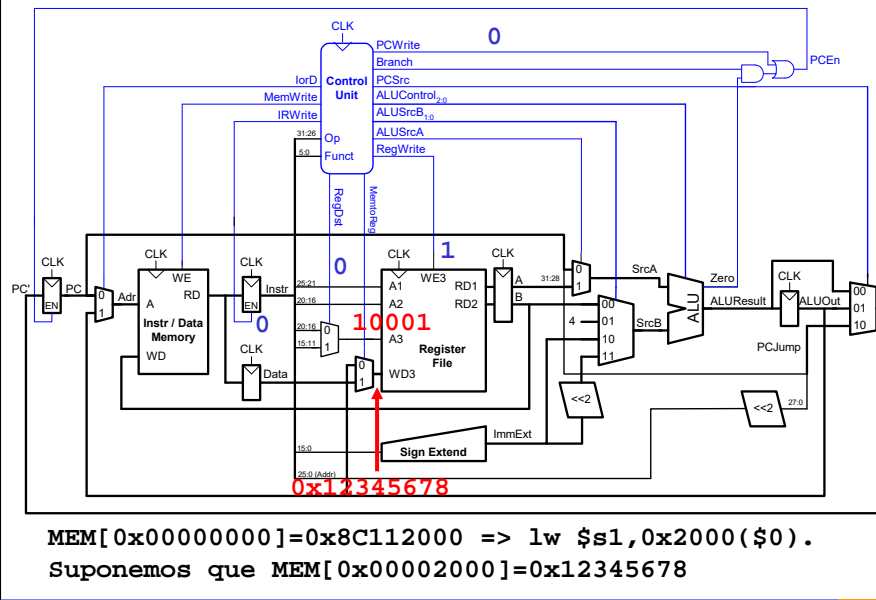 CLK
0
PCWrite
Branch
PCEn
IorD
Control
Unit
PCSrc
MemWrite
ALUControl2:0
IRWrite
ALUSrcB1:0
31:26
Op
ALUSrcA
5:0
Funct
RegWrite
RegDst
MemtoReg
1
0
CLK
CLK
CLK
CLK
CLK
31:28
0
1
SrcA
CLK
PC'
PC
EN
0
1
Adr
WE
A
RD
Instr / Data
Memory
WD
EN
Instr
0
25:21
20:16
20:16
15:11
0
1
10001
A1
A2
A3
WE3
RD1
RD2
Register
File
WD3
A
B
4
00
01
10
11
SrcB
ALU
Zero
ALUResult
ALUOut
00
01
10
PCJump
CLK
Data
0
1
<<2
<<2
27:0
ImmExt
15:0
Sign Extend
25:0 (Addr)
0x12345678
MEM[0x00000000]=0x8C112000 => lw $s1,0x2000($0).
Suponemos que MEM[0x00002000]=0x12345678